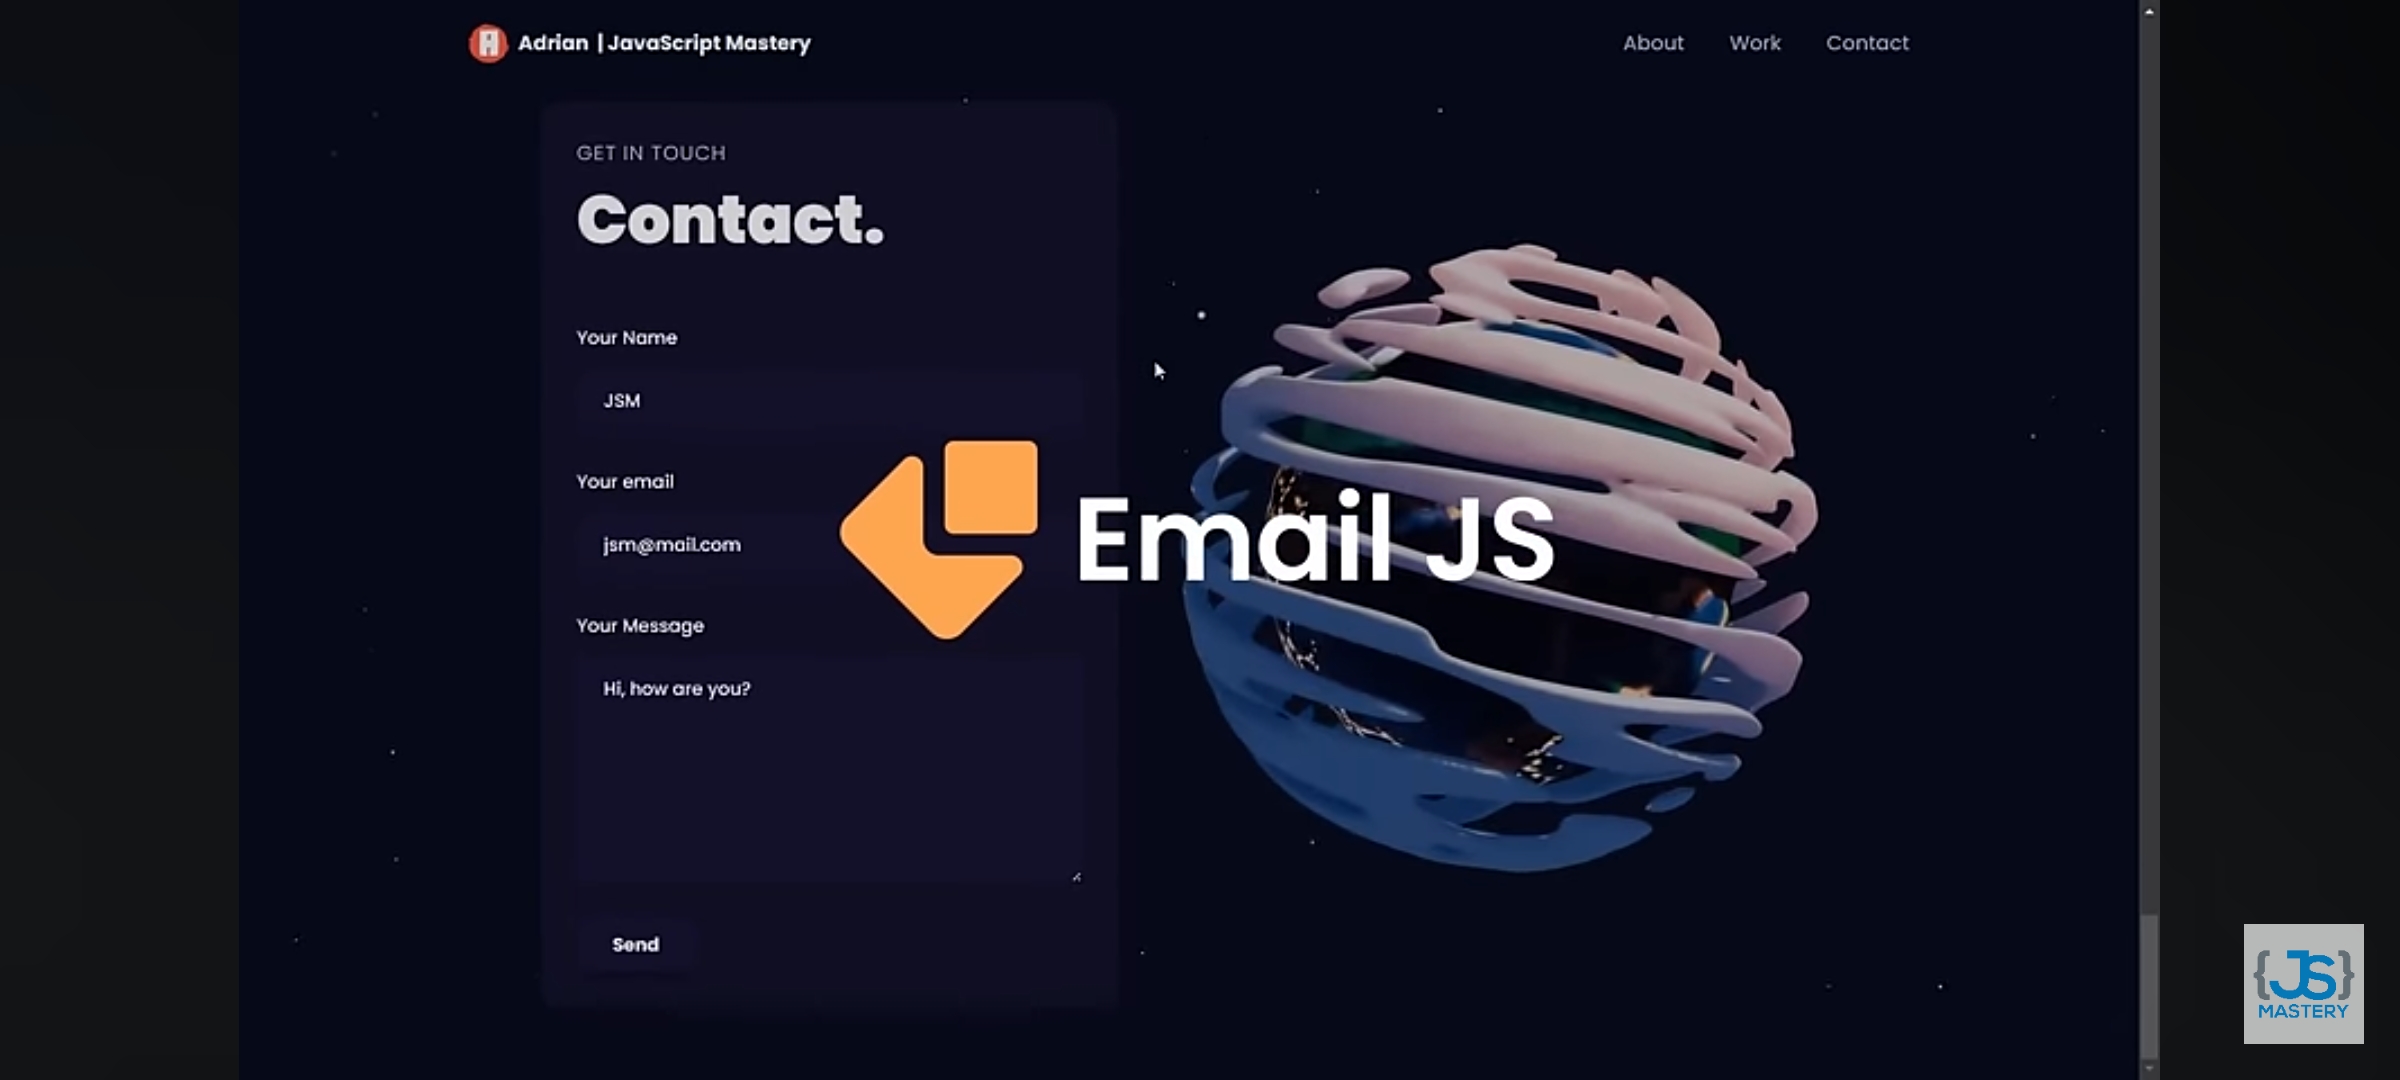 Adrian | JavaScript Mastery
About
Work
Contact
GET IN TOUCH
Contact.
Your Name
JSM
Your email
jsm@mail.com
Email JS
Your Message
Hi, how are you?
Send
{JS}
MASTERY